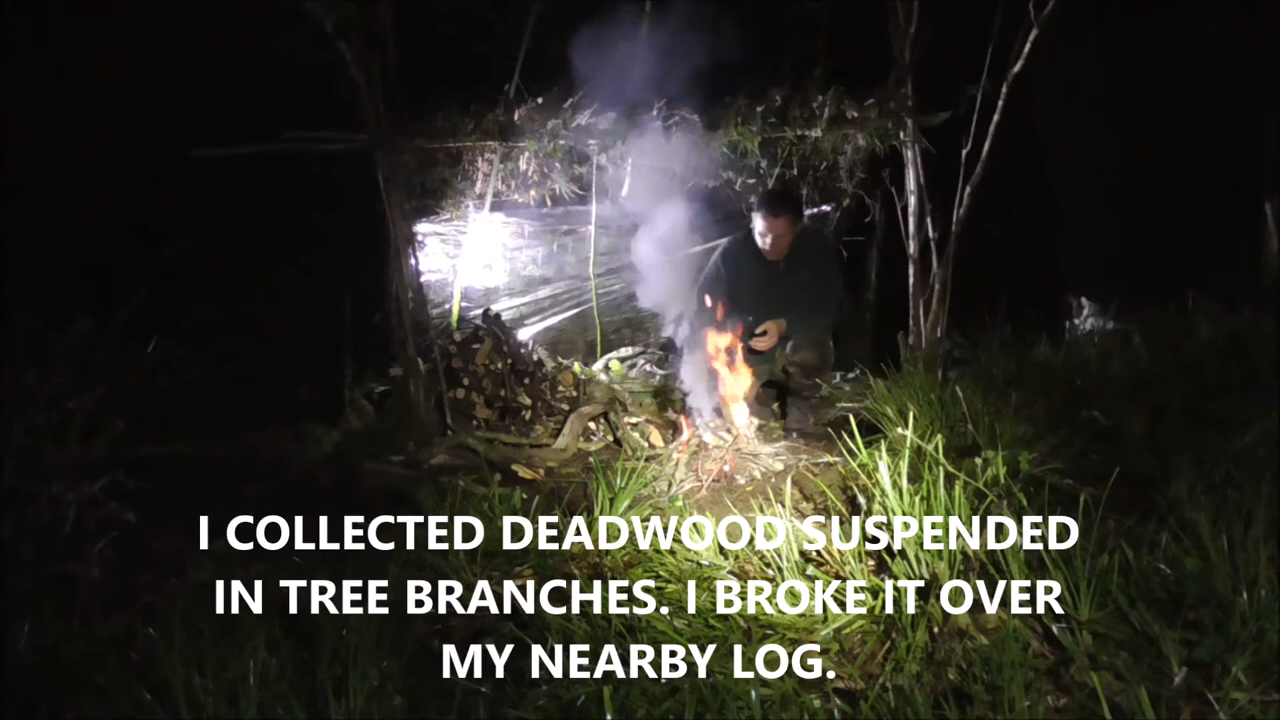 I COLLECTED DEADWOOD SUSPENDED
IN TREE BRANCHES. I BROKE IT OVER
MY NEARBY LOG.